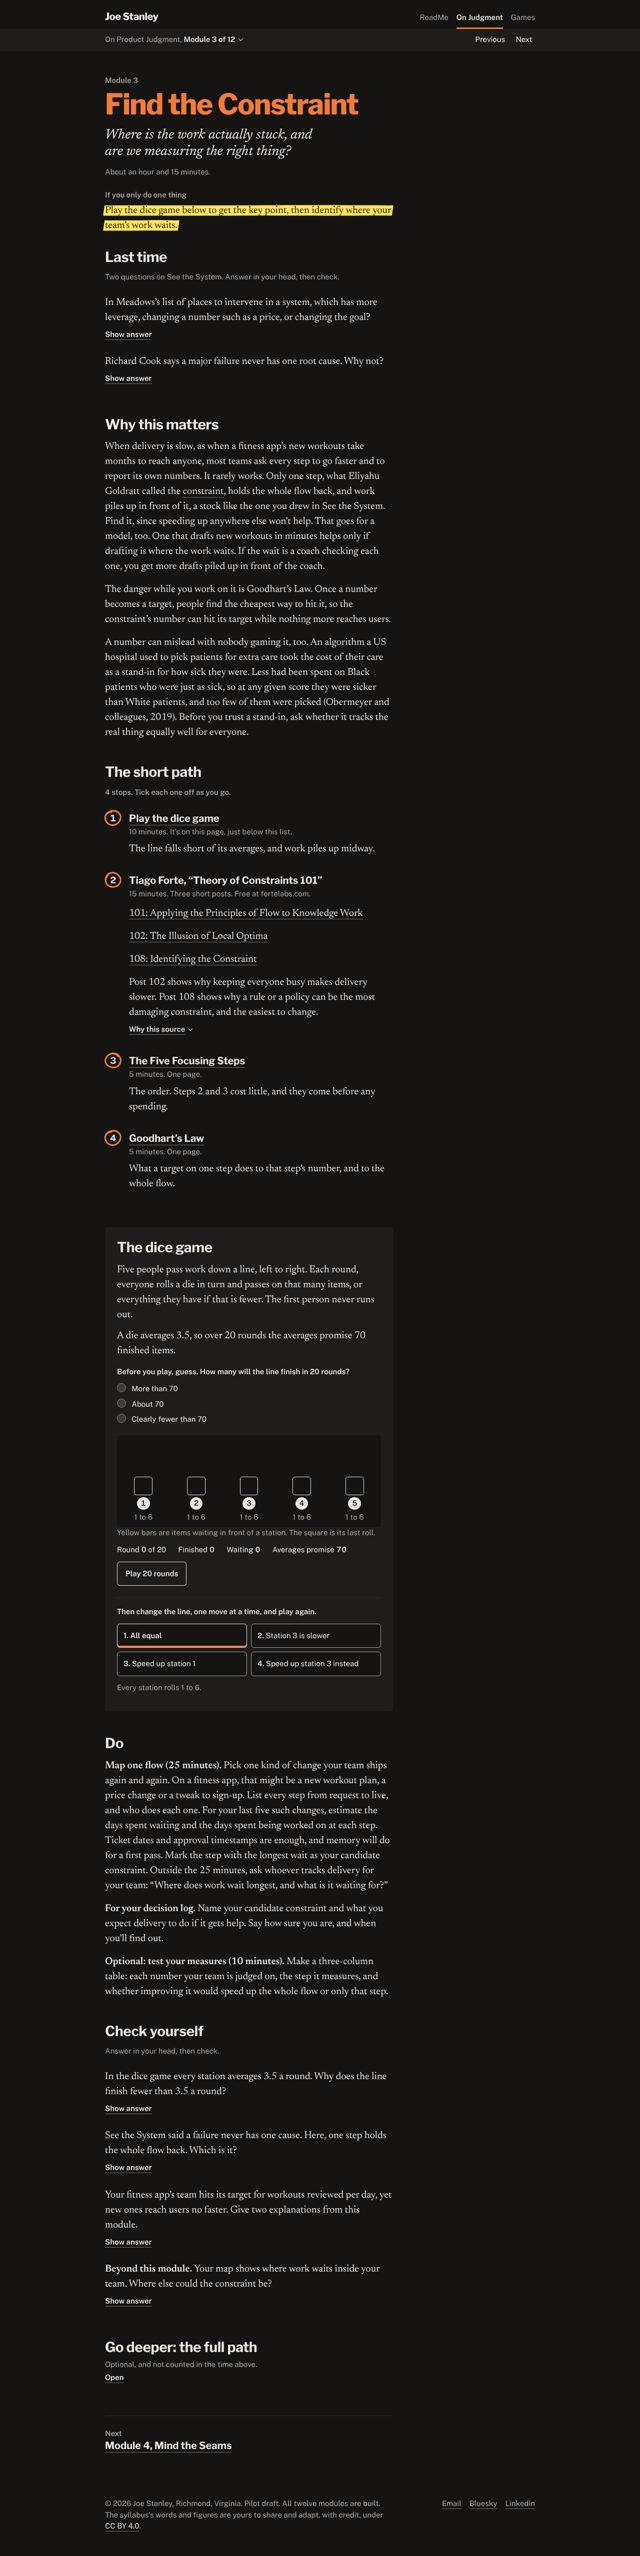 Joe Stanley
ReadMe On Judgment Games
On Product Judgment, Module 3 of 12
Previous Next
Module 3
Find the Constraint
Where is the work actually stuck, and
are we measuring the right thing?
About an hour and 15 minutes.
If you only do one thing
Play the dice game below to get the key point, then identify where your
team's work waits.
Last time
Two questions on See the System. Answer in your head, then check.
In Meadows's list of places to intervene in a system, which has more
leverage, changing a number such as a price, or changing the goal?
Show answer
Richard Cook says a major failure never has one root cause. Why not?
Show answer
Why this matters
When delivery is slow, as when a fitness app's new workouts take
months to reach anyone, most teams ask every step to go faster and to
report its own numbers. It rarely works. Only one step, what Eliyahu
Goldratt called the constraint, holds the whole flow back, and work
piles up in front of it, a stock like the one you drew in See the System.
Find it, since speeding up anywhere else won't help. That goes for a
model, too. One that drafts new workouts in minutes helps only if
drafting is where the work waits. If the wait is a coach checking each
one, you get more drafts piled up in front of the coach.
The danger while you work on it is Goodhart's Law. Once a number
becomes a target, people find the cheapest way to hit it, so the
constraint's number can hit its target while nothing more reaches users.
A number can mislead with nobody gaming it, too. An algorithm a US
hospital used to pick patients for extra care took the cost of their care
as a stand-in for how sick they were. Less had been spent on Black
patients who were just as sick, so at any given score they were sicker
than White patients, and too few of them were picked (Obermeyer and
colleagues, 2019). Before you trust a stand-in, ask whether it tracks the
real thing equally well for everyone.
The short path
4 stops. Tick each one off as you go.
1 Play the dice game
10 minutes. It's on this page, just below this list.
The line falls short of its averages, and work piles up midway.
2 Tiago Forte, “Theory of Constraints 101”
15 minutes. Three short posts. Free at fortelabs.com.
101: Applying the Principles of Flow to Knowledge Work
102: The Illusion of Local Optima
108: Identifying the Constraint
Post 102 shows why keeping everyone busy makes delivery
slower. Post 108 shows why a rule or a policy can be the most
damaging constraint, and the easiest to change.
Why this source
3 The Five Focusing Steps
5 minutes. One page.
The order. Steps 2 and 3 cost little, and they come before any
spending.
4 Goodhart's Law
5 minutes. One page.
What a target on one step does to that step's number, and to the
whole flow.
The dice game
Five people pass work down a line, left to right. Each round,
everyone rolls a die in turn and passes on that many items, or
everything they have if that is fewer. The first person never runs
out.
A die averages 3.5, so over 20 rounds the averages promise 70
finished items.
Before you play, guess. How many will the line finish in 20 rounds?
More than 70
About 70
Clearly fewer than 70
1 2 3 4 5
1 to 6 1 to 6 1 to 6 1 to 6 1 to 6
Yellow bars are items waiting in front of a station. The square is its last roll.
Round 0 of 20 Finished 0 Waiting 0 Averages promise 70
Play 20 rounds
Then change the line, one move at a time, and play again.
1. All equal 2. Station 3 is slower
3. Speed up station 1 4. Speed up station 3 instead
Every station rolls 1 to 6.
Do
Map one flow (25 minutes). Pick one kind of change your team ships
again and again. On a fitness app, that might be a new workout plan, a
price change or a tweak to sign-up. List every step from request to live,
and who does each one. For your last five such changes, estimate the
days spent waiting and the days spent being worked on at each step.
Ticket dates and approval timestamps are enough, and memory will do
for a first pass. Mark the step with the longest wait as your candidate
constraint. Outside the 25 minutes, ask whoever tracks delivery for
your team: “Where does work wait longest, and what is it waiting for?”
For your decision log. Name your candidate constraint and what you
expect delivery to do if it gets help. Say how sure you are, and when
you'll find out.
Optional: test your measures (10 minutes). Make a three-column
table: each number your team is judged on, the step it measures, and
whether improving it would speed up the whole flow or only that step.
Check yourself
Answer in your head, then check.
In the dice game every station averages 3.5 a round. Why does the line
finish fewer than 3.5 a round?
Show answer
See the System said a failure never has one cause. Here, one step holds
the whole flow back. Which is it?
Show answer
Your fitness app's team hits its target for workouts reviewed per day, yet
new ones reach users no faster. Give two explanations from this
module.
Show answer
Beyond this module. Your map shows where work waits inside your
team. Where else could the constraint be?
Show answer
Go deeper: the full path
Optional, and not counted in the time above.
Open
Next
Module 4, Mind the Seams
© 2026 Joe Stanley, Richmond, Virginia. Pilot draft. All twelve modules are built.
The syllabus's words and figures are yours to share and adapt, with credit, under
CC BY 4.0.
Email Bluesky LinkedIn